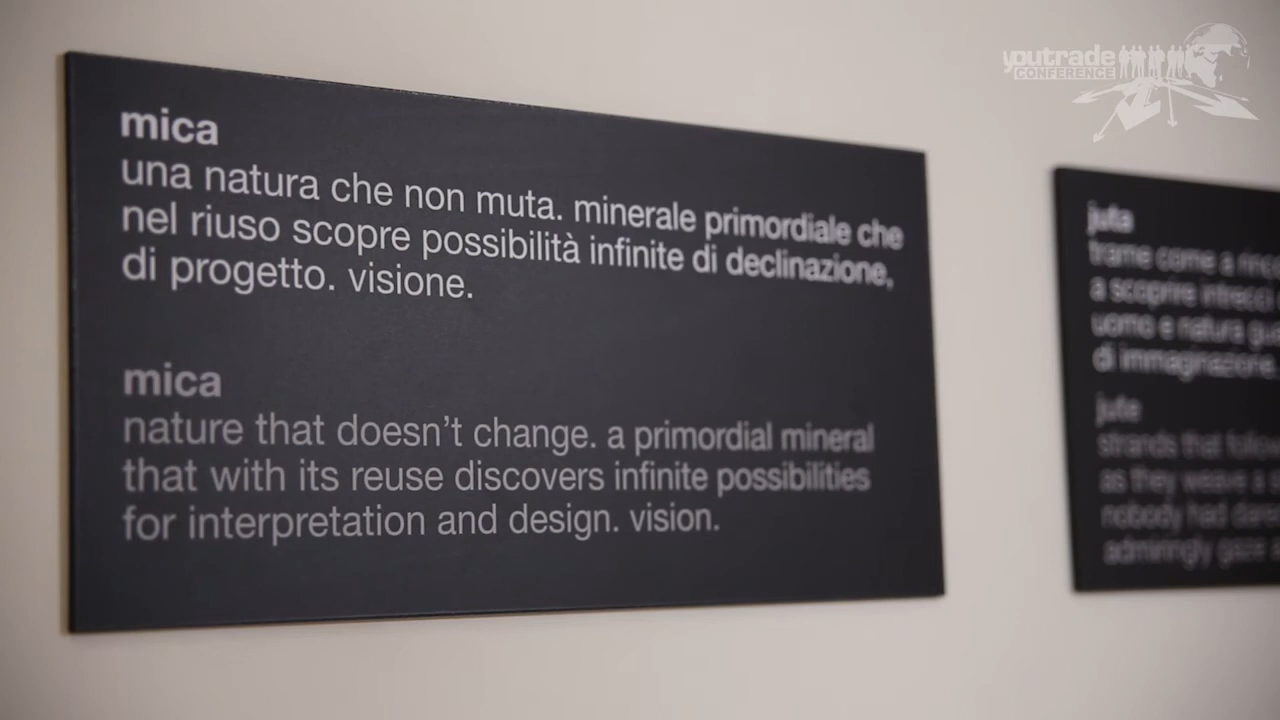 youtrade
CONFERENCE
mica
una natura che non muta. minerale primordiale che
nel riuso scopre possibilità infinite di declinazione,
di progetto. visione.
mica
nature that doesn't change. a primordial mineral
that with its reuse discovers infinite possibilities
for interpretation and design. vision.
juta
trame come a
a scoprire intrecci
uomo e natura
di immaginazione.
jute
strands that
as they weave a
nobody had
admiringly gaze